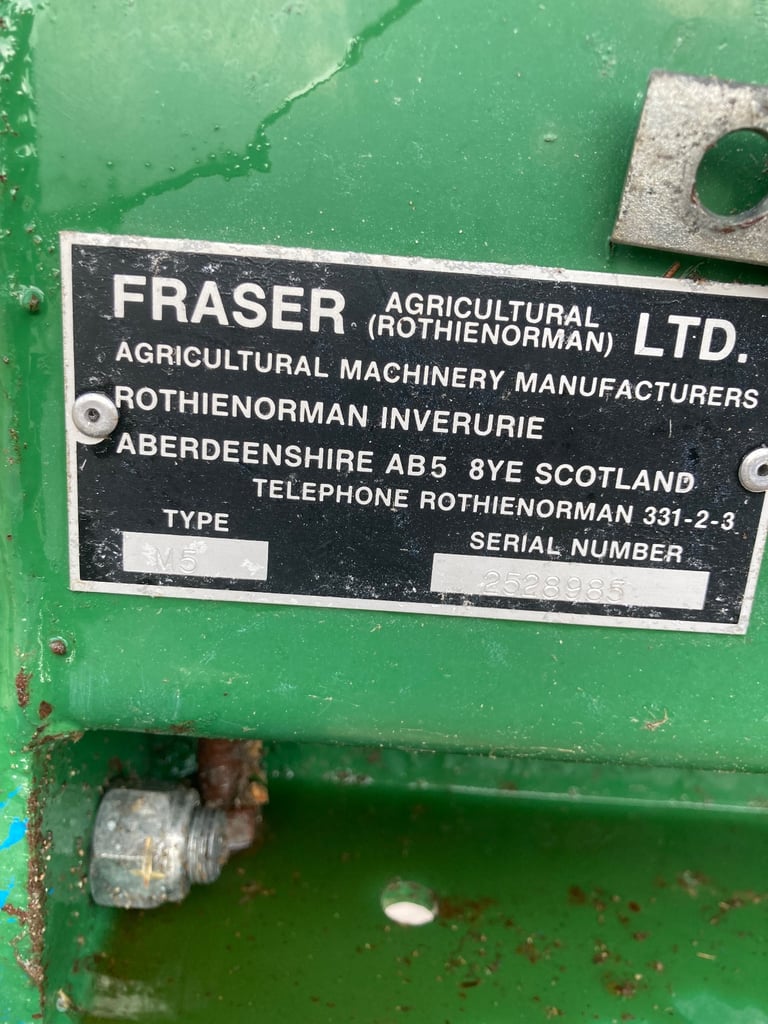 FRASER AGRICULTURAL (ROTHIENORMAN) LTD.
AGRICULTURAL MACHINERY MANUFACTURERS
ROTHIENORMAN INVERURIE
ABERDEENSHIRE AB5 8YE SCOTLAND
TELEPHONE ROTHIENORMAN 331-2-3
TYPE SERIAL NUMBER
M5 2528985